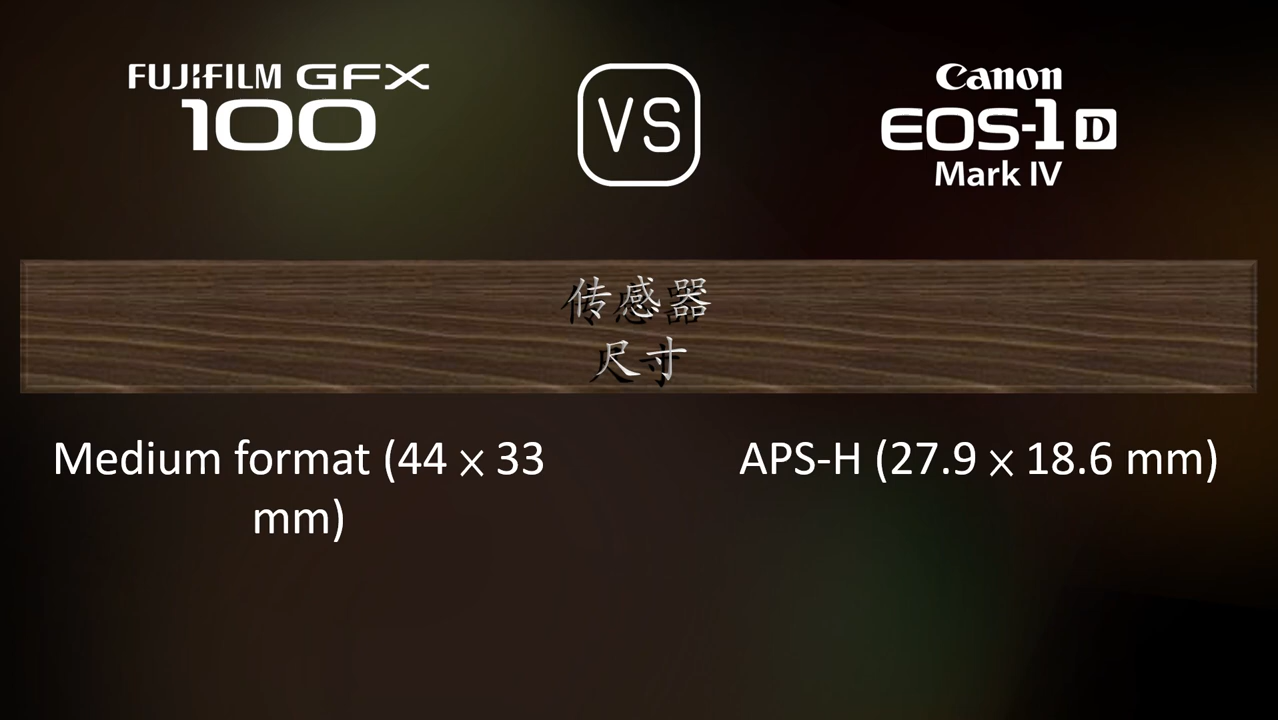 FUJIFILM GFX
100
VS
Canon
EOS-1D
Mark IV
传感器
尺寸
Medium format (44 x 33
mm)
APS-H (27.9 x 18.6 mm)